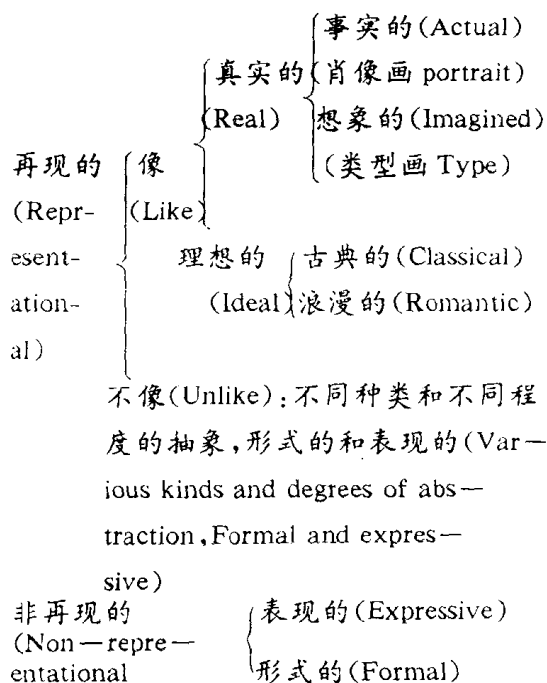 事实的(Actual)
真实的(肖像画 portrait)
(Real) 想象的(Imagined)
再现的 像 (类型画 Type)
(Repr- (Like)
esent- 理想的 古典的(Classical)
ation- (Ideal)浪漫的(Romantic)
al)
不像(Unlike):不同种类和不同程
度的抽象,形式的和表现的(Var—
ious kinds and degrees of abs—
traction,Formal and expres—
sive)
非再现的 表现的(Expressive)
(Non—repre—
entational 形式的(Formal)